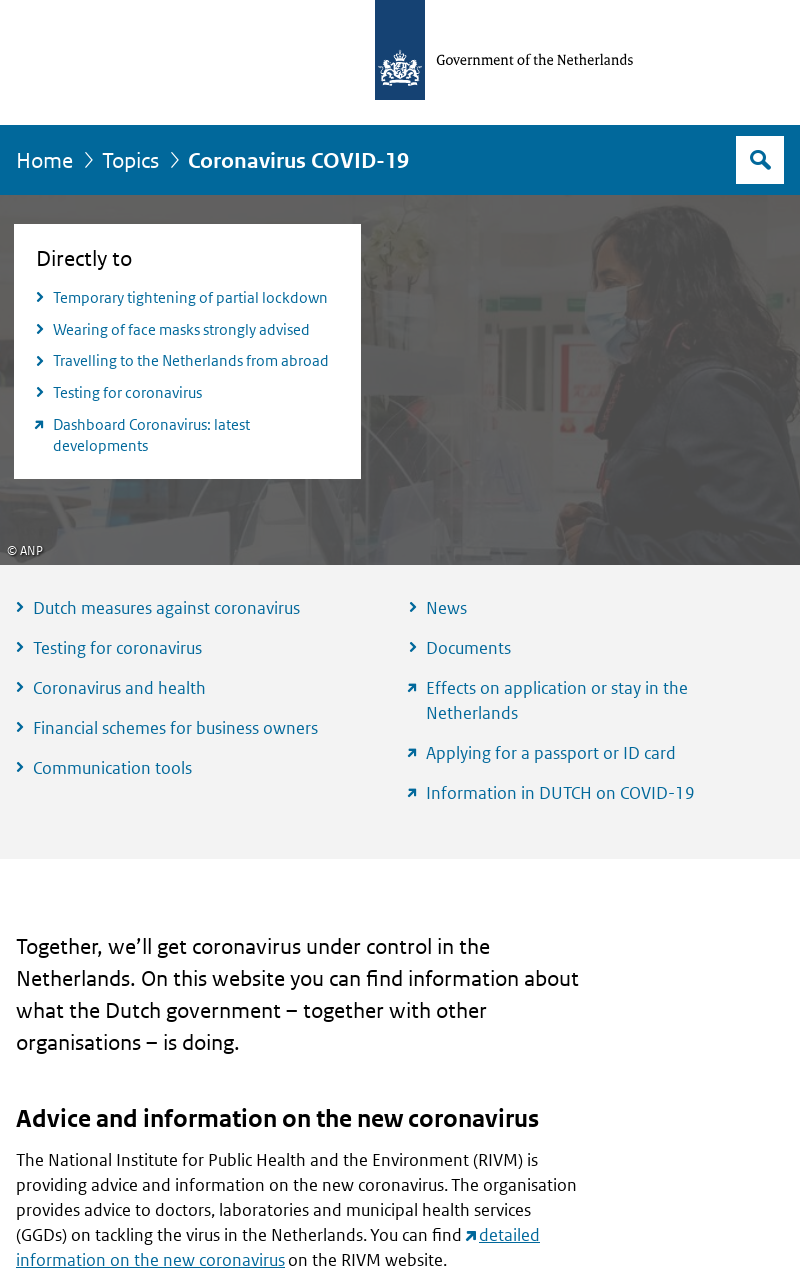 Government of the Netherlands
Home
Topics
Coronavirus COVID-19
Directly to
Temporary tightening of partial lockdown
Wearing of face masks strongly advised
Travelling to the Netherlands from abroad
Testing for coronavirus
Dashboard Coronavirus: latest
developments
© ANP
Dutch measures against coronavirus
Testing for coronavirus
Coronavirus and health
Financial schemes for business owners
Communication tools
News
Documents
Effects on application or stay in the
Netherlands
Applying for a passport or ID card
Information in DUTCH on COVID-19
Together, we’ll get coronavirus under control in the
Netherlands. On this website you can find information about
what the Dutch government – together with other
organisations – is doing.
Advice and information on the new coronavirus
The National Institute for Public Health and the Environment (RIVM) is
providing advice and information on the new coronavirus. The organisation
provides advice to doctors, laboratories and municipal health services
(GGDs) on tackling the virus in the Netherlands. You can find detailed
information on the new coronavirus on the RIVM website.